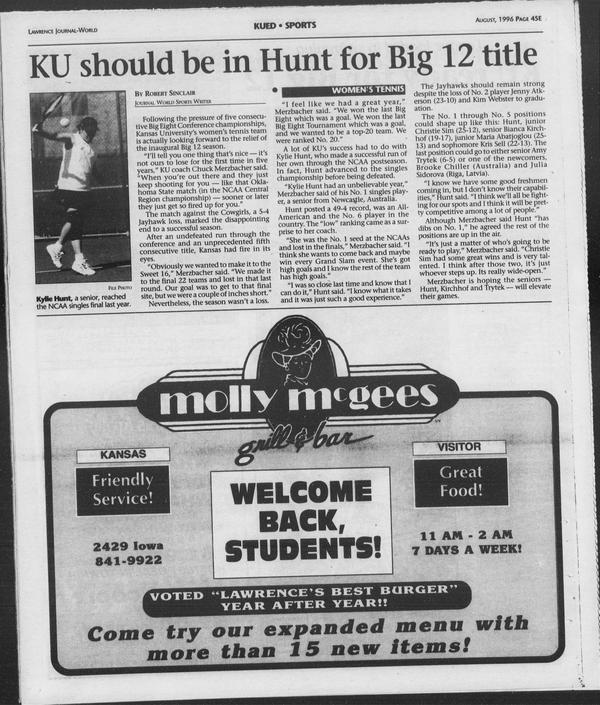 LAWRENCE JOURNAL-WORLD
KUED • SPORTS
AUGUST, 1996 PAGE 45E
KU should be in Hunt for Big 12 title
FILE PHOTO
Kylie Hunt, a senior, reached
the NCAA singles final last year.
BY ROBERT SINCLAIR
JOURNAL WORLD SPORTS WRITER
Following the pressure of five consecu-
tive Big Eight Conference championships,
Kansas University's women's tennis team
is actually looking forward to the relief of
the inaugural Big 12 season.
"I'll tell you one thing that's nice — it's
not ours to lose for the first time in five
years," KU coach Chuck Merzbacher said.
"When you're out there and they just
keep shooting for you — like that Okla-
homa State match (in the NCAA Central
Region championship) — sooner or later
they just get so fired up for you."
The match against the Cowgirls, a 5-4
Jayhawk loss, marked the disappointing
end to a successful season.
After an undefeated run through the
conference and an unprecedented fifth
consecutive title, Kansas had fire in its
eyes.
"Obviously we wanted to make it to the
Sweet 16," Merzbacher said. "We made it
to the final 22 teams and lost in that last
round. Our goal was to get to that final
site, but we were a couple of inches short."
Nevertheless, the season wasn't a loss.
• WOMEN'S TENNIS
"I feel like we had a great year,"
Merzbacher said. "We won the last Big
Eight which was a goal. We won the last
Big Eight Tournament which was a goal,
and we wanted to be a top-20 team. We
were ranked No. 20."
A lot of KU's success had to do with
Kylie Hunt, who made a successful run of
her own through the NCAA postseason.
In fact, Hunt advanced to the singles
championship before being defeated.
"Kylie Hunt had an unbelievable year,"
Merzbacher said of his No. 1 singles play-
er, a senior from Newcastle, Australia.
Hunt posted a 49-4 record, was an All-
American and the No. 6 player in the
country. The "low" ranking came as a sur-
prise to her coach.
"She was the No. 1 seed at the NCAAs
and lost in the finals," Merzbacher said. "I
think she wants to come back and maybe
win every Grand Slam event. She's got
high goals and I know the rest of the team
has high goals."
"I was so close last time and know that I
can do it," Hunt said. "I know what it takes
and it was just such a good experience."
The Jayhawks should remain strong
despite the loss of No. 2 player Jenny Atk-
erson (23-10) and Kim Webster to gradu-
ation.
The No. 1 through No. 5 positions
could shape up like this: Hunt, junior
Christie Sim (25-12), senior Bianca Kirch-
hof (19-17), junior Maria Abatjoglou (25-
13) and sophomore Kris Sell (22-13). The
last position could go to either senior Amy
Trytek (6-5) or one of the newcomers,
Brooke Chiller (Australia) and Julia
Sidorova (Riga, Latvia).
"I know we have some good freshmen
coming in, but I don't know their capabil-
ities," Hunt said. "I think we'll all be fight-
ing for our spots and I think it will be pret-
ty competitive among a lot of people."
Although Merzbacher said Hunt "has
dibs on No. 1," he agreed the rest of the
positions are up in the air.
"It's just a matter of who's going to be
ready to play," Merzbacher said. "Christie
Sim had some great wins and is very tal-
ented. I think after those two, it's just
whoever steps up. Its really wide-open."
Merzbacher is hoping the seniors —
Hunt, Kirchhof and Trytek — will elevate
their games.
molly mcgees
grill & bar
KANSAS
Friendly
Service!
2429 Iowa
841-9922
WELCOME
BACK,
STUDENTS!
VISITOR
Great
Food!
11 AM - 2 AM
7 DAYS A WEEK!
VOTED "LAWRENCE'S BEST BURGER"
YEAR AFTER YEAR!!
Come try our expanded menu with
more than 15 new items!